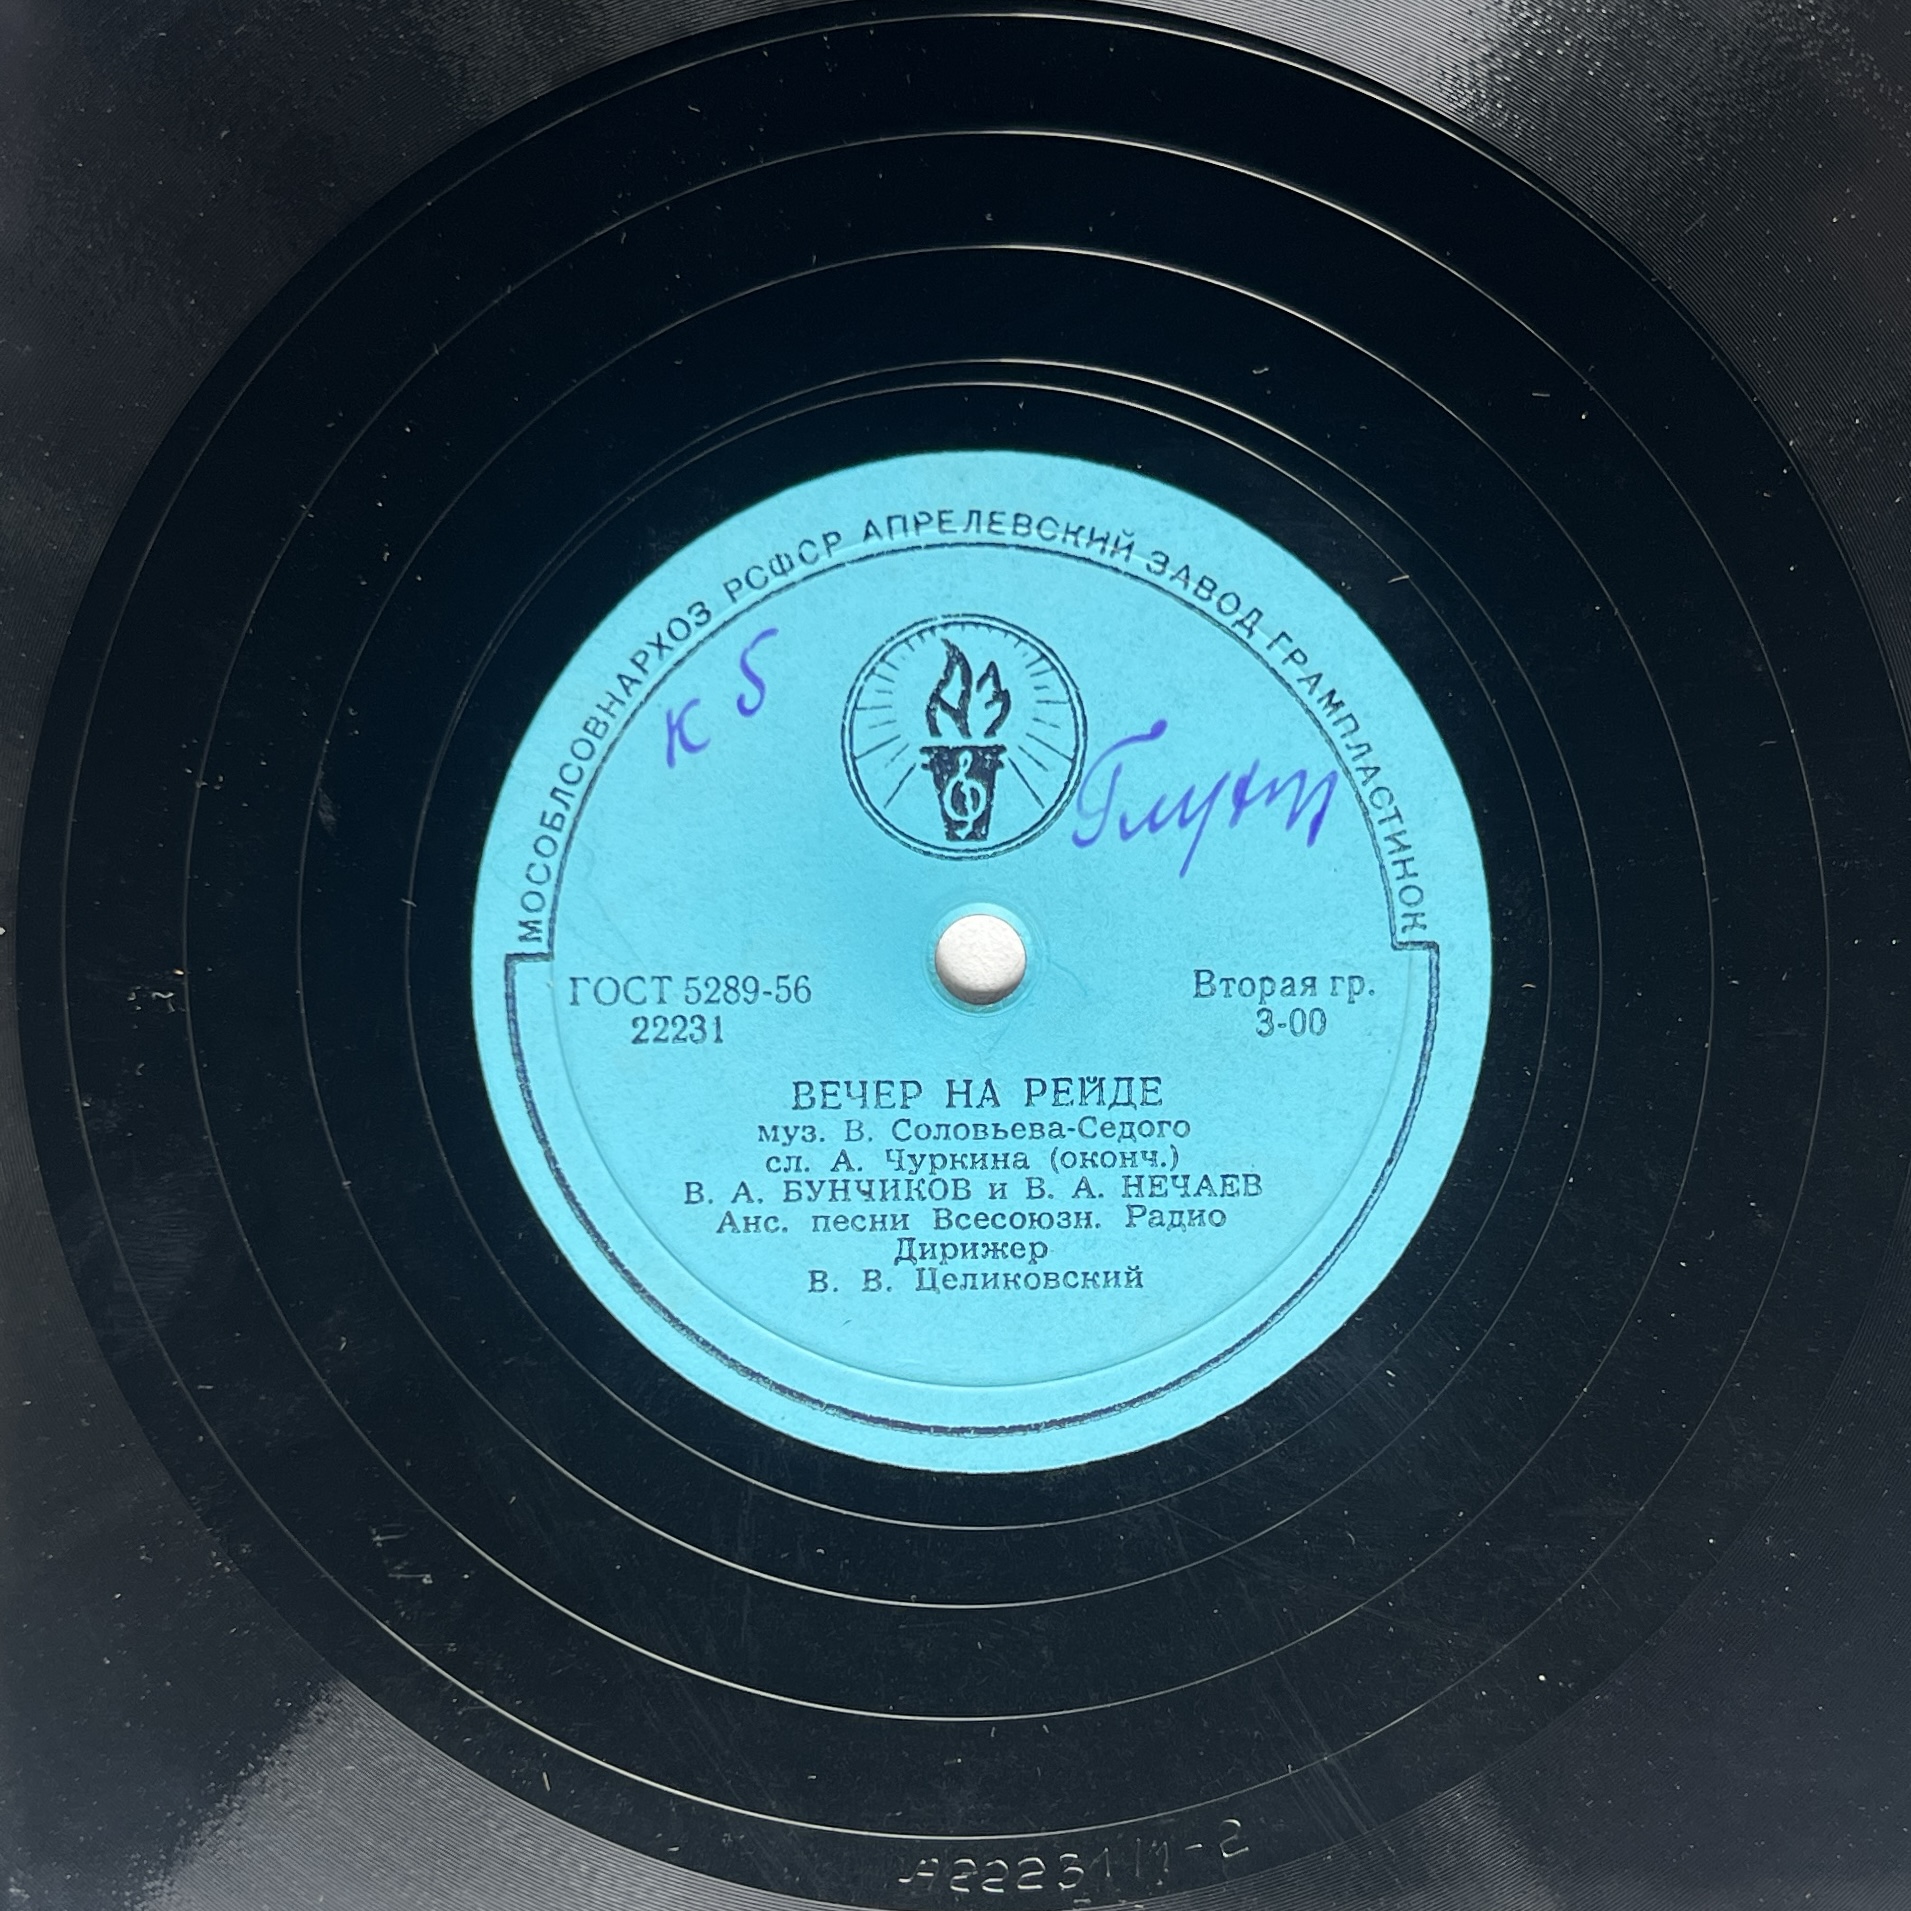 МОСОБЛСОВНАРХОЗ РСФСР АПРЕЛЕВСКИЙ ЗАВОД ГРАМПЛАСТИНОК
К 5
ГОСТ 5289-56
22231
Вторая гр.
3-00
ВЕЧЕР НА РЕЙДЕ
муз. В. Соловьева-Седого
сл. А. Чуркина (оконч.)
В. А. БУНЧИКОВ и В. А. НЕЧАЕВ
Анс. песни Всесоюзн. Радио
Дирижер
В. В. Целиковский